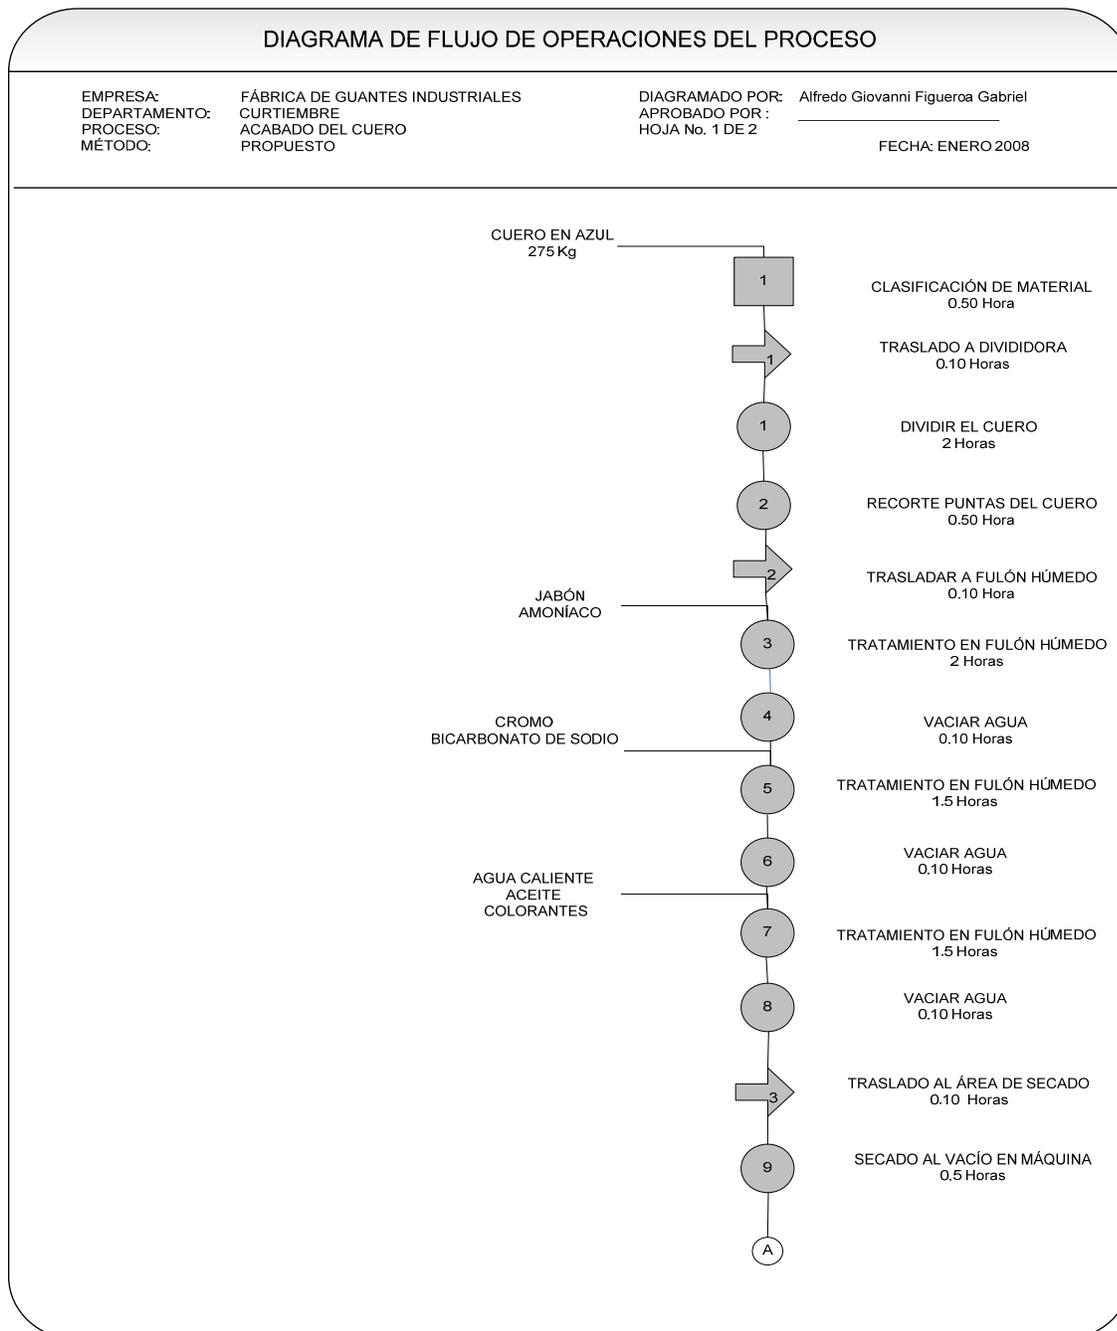 DIAGRAMA DE FLUJO DE OPERACIONES DEL PROCESO
EMPRESA: FÁBRICA DE GUANTES INDUSTRIALES
DEPARTAMENTO: CURTIEMBRE
PROCESO: ACABADO DEL CUERO
MÉTODO: PROPUESTO
DIAGRAMADO POR: Alfredo Giovanni Figueroa Gabriel
APROBADO POR :
HOJA No. 1 DE 2
FECHA: ENERO 2008
CUERO EN AZUL
275 Kg
1
CLASIFICACIÓN DE MATERIAL
0.50 Hora
1
TRASLADO A DIVIDIDORA
0.10 Horas
1
DIVIDIR EL CUERO
2 Horas
2
RECORTE PUNTAS DEL CUERO
0.50 Hora
2
TRASLADAR A FULÓN HÚMEDO
0.10 Hora
JABÓN
AMONÍACO
3
TRATAMIENTO EN FULÓN HÚMEDO
2 Horas
4
VACIAR AGUA
0.10 Horas
CROMO
BICARBONATO DE SODIO
5
TRATAMIENTO EN FULÓN HÚMEDO
1.5 Horas
6
VACIAR AGUA
0.10 Horas
AGUA CALIENTE
ACEITE
COLORANTES
7
TRATAMIENTO EN FULÓN HÚMEDO
1.5 Horas
8
VACIAR AGUA
0.10 Horas
3
TRASLADO AL ÁREA DE SECADO
0.10 Horas
9
SECADO AL VACÍO EN MÁQUINA
0.5 Horas
A